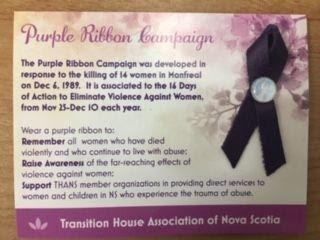 Purple Ribbon Campaign
The Purple Ribbon Campaign was developed in
response to the killing of 14 women in Montreal
on Dec 6, 1989. It is associated to the 16 Days
of Action to Eliminate Violence Against Women,
from Nov 25-Dec 10 each year.
Wear a purple ribbon to:
Remember all women who have died
violently and who continue to live with abuse;
Raise Awareness of the far-reaching effects of
violence against women;
Support THANS member organizations in providing direct services to
women and children in NS who experience the trauma of abuse.
Transition House Association of Nova Scotia